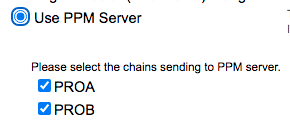 Use PPM Server
Please select the chains sending to PPM server.
PROA
PROB